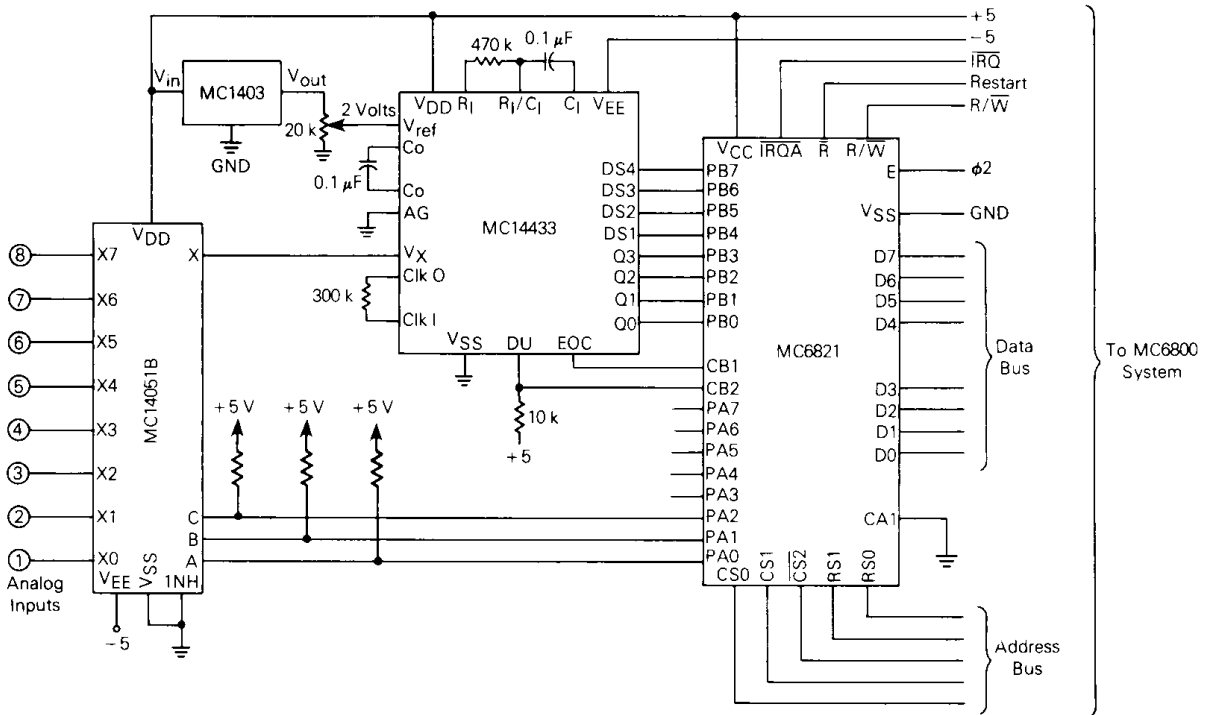 +5
-5
IRQ
Restart
R/W
470 k
0.1 µF
Vin
MC1403
Vout
GND
20 k
2 Volts
VDD
RI
RI/CI
CI
VEE
Vref
Co
0.1 µF
Co
AG
VX
Clk O
300 k
Clk I
MC14433
DS4
DS3
DS2
DS1
Q3
Q2
Q1
Q0
VSS
DU
EOC
10 k
+5
VCC
IRQA
R
R/W
PB7
PB6
PB5
PB4
PB3
PB2
PB1
PB0
CB1
CB2
PA7
PA6
PA5
PA4
PA3
PA2
PA1
PA0
MC6821
E
ϕ2
VSS
GND
D7
D6
D5
D4
D3
D2
D1
D0
CA1
CS0
CS1
CS2
RS1
RS0
Data
Bus
Address
Bus
To MC6800
System
VDD
8
X7
X
7
X6
6
X5
5
X4
4
X3
3
X2
2
X1
1
X0
MC14051B
C
B
A
Analog
Inputs
VEE
VSS
1NH
-5
+5 V
+5 V
+5 V